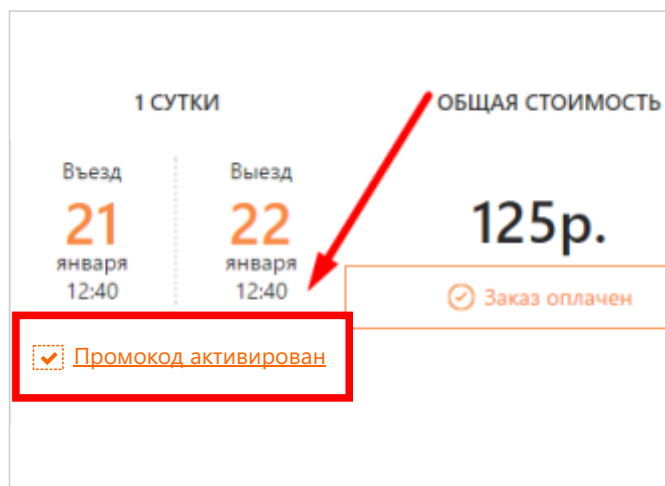 1 СУТКИ
ОБЩАЯ СТОИМОСТЬ
Въезд
Выезд
21
22
января
января
12:40
12:40
125р.
Заказ оплачен
Промокод активирован